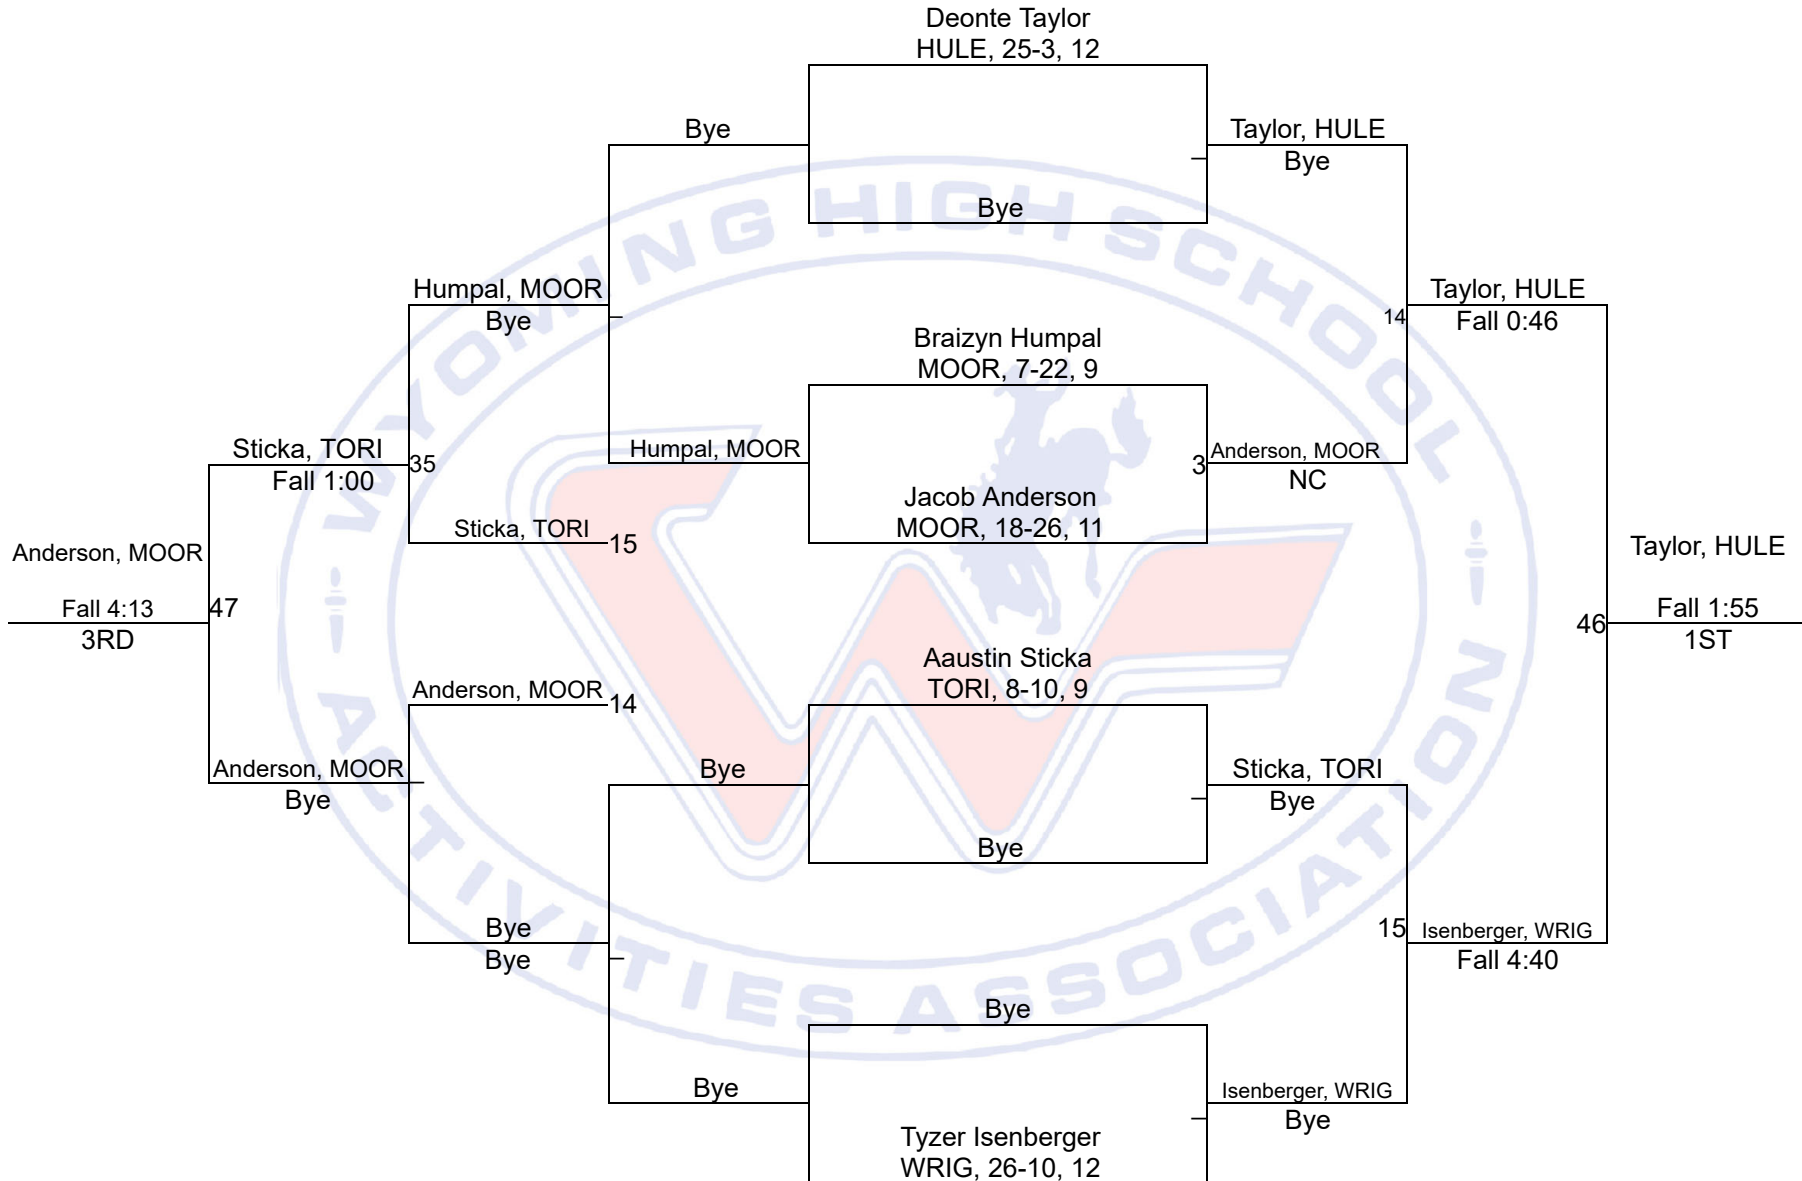 Deonte Taylor
HULE, 25-3, 12
Bye
Taylor, HULE
Bye
Bye
Humpal, MOOR
Bye
Taylor, HULE
14
Fall 0:46
Braizyn Humpal
MOOR, 7-22, 9
Sticka, TORI
35
Fall 1:00
Humpal, MOOR
3
Anderson, MOOR
NC
Jacob Anderson
MOOR, 18-26, 11
Sticka, TORI
15
Anderson, MOOR
47
Fall 4:13
3RD
Taylor, HULE
46
Fall 1:55
1ST
Aaustin Sticka
TORI, 8-10, 9
Anderson, MOOR
14
Anderson, MOOR
Bye
Bye
Sticka, TORI
Bye
Bye
Bye
Bye
15
Isenberger, WRIG
Fall 4:40
Bye
Bye
Isenberger, WRIG
Bye
Tyzer Isenberger
WRIG, 26-10, 12
WYOMING HIGH SCHOOL
ACTIVITIES ASSOCIATION